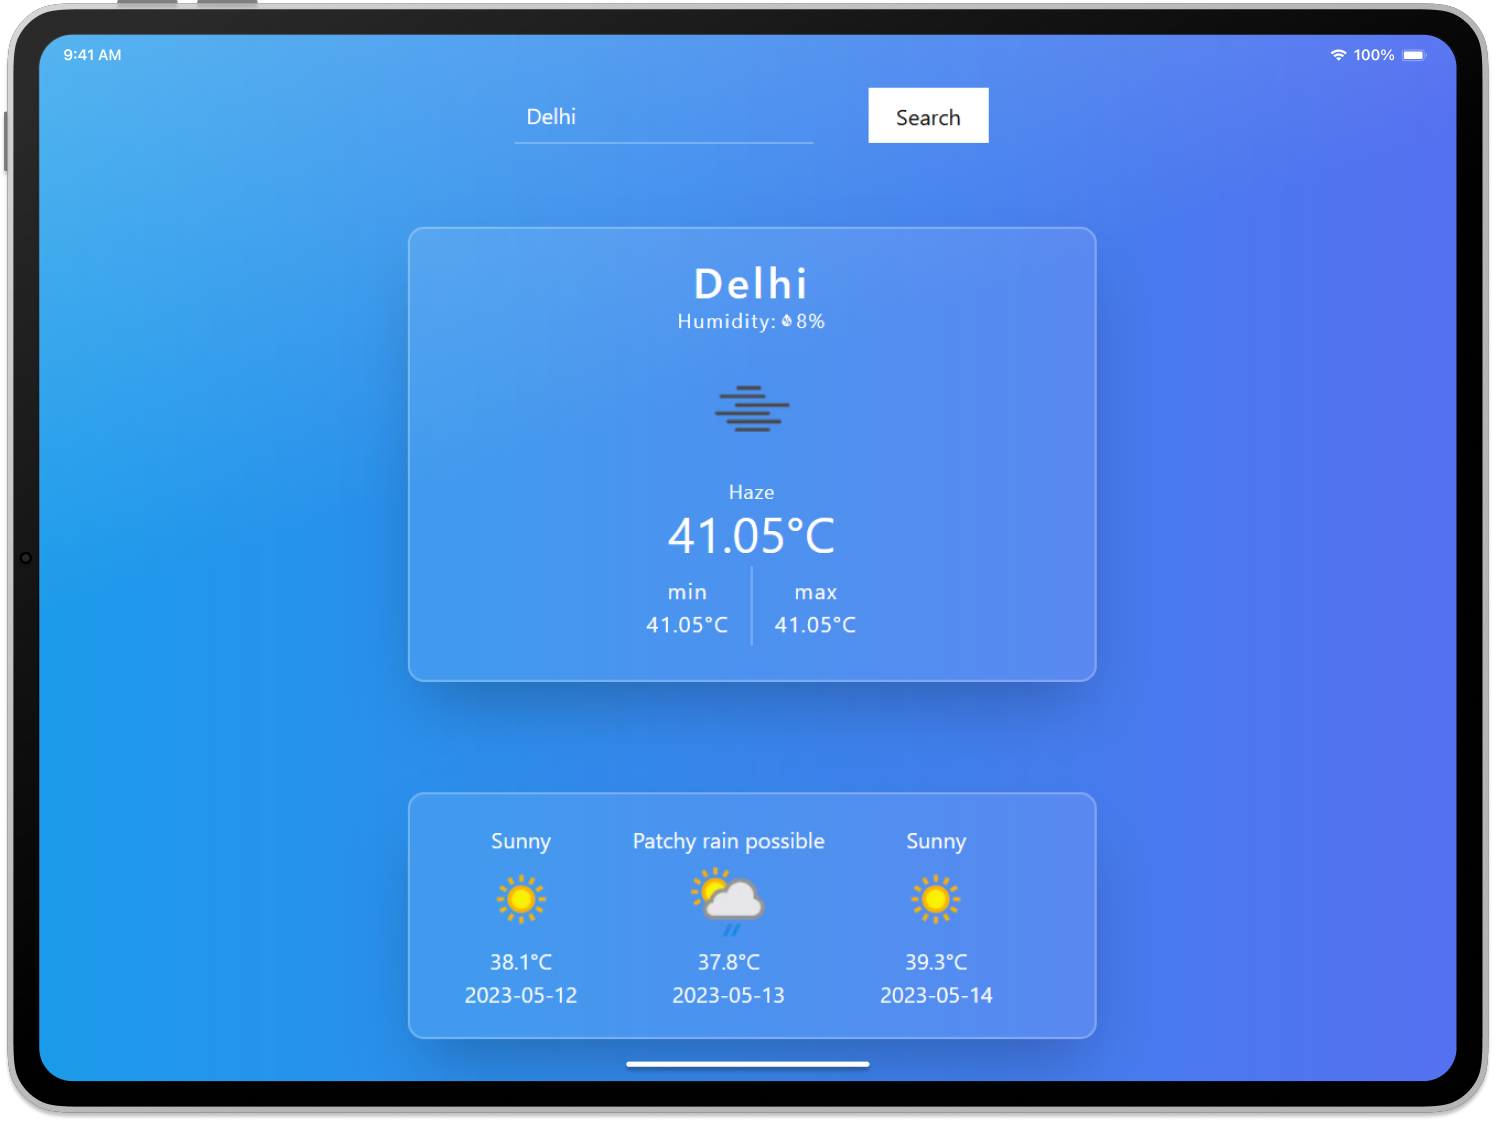 9:41 AM 100%
Delhi Search
Delhi
Humidity: 8%
Haze
41.05°C
min max
41.05°C 41.05°C
Sunny Patchy rain possible Sunny
38.1°C 37.8°C 39.3°C
2023-05-12 2023-05-13 2023-05-14